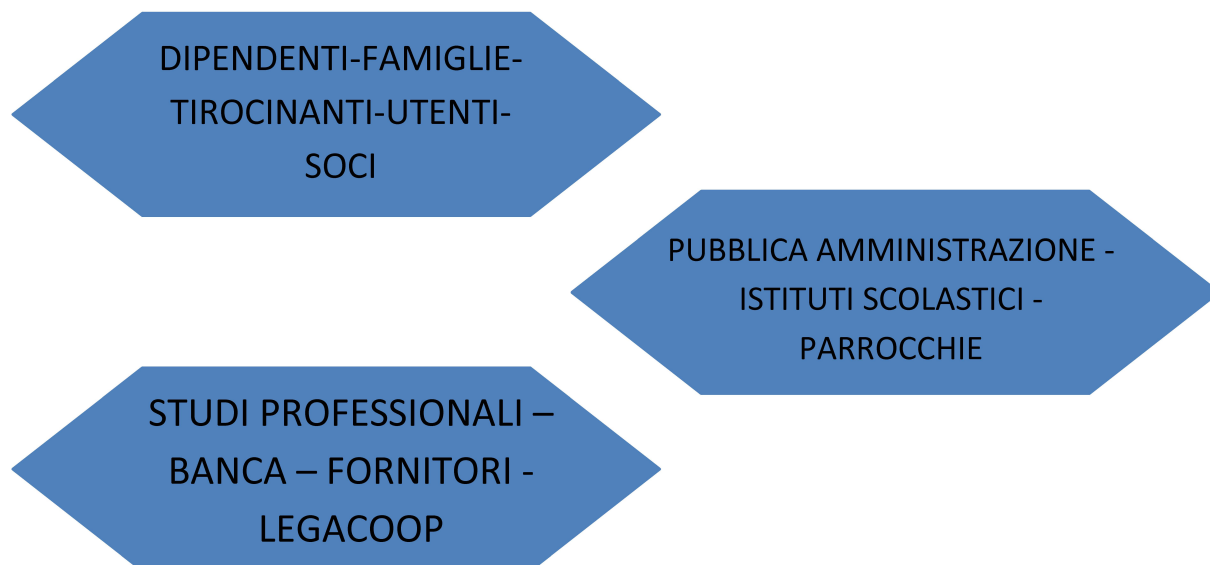 DIPENDENTI-FAMIGLIE-
TIROCINANTI-UTENTI-
SOCI
PUBBLICA AMMINISTRAZIONE -
ISTITUTI SCOLASTICI -
PARROCCHIE
STUDI PROFESSIONALI –
BANCA – FORNITORI -
LEGACOOP